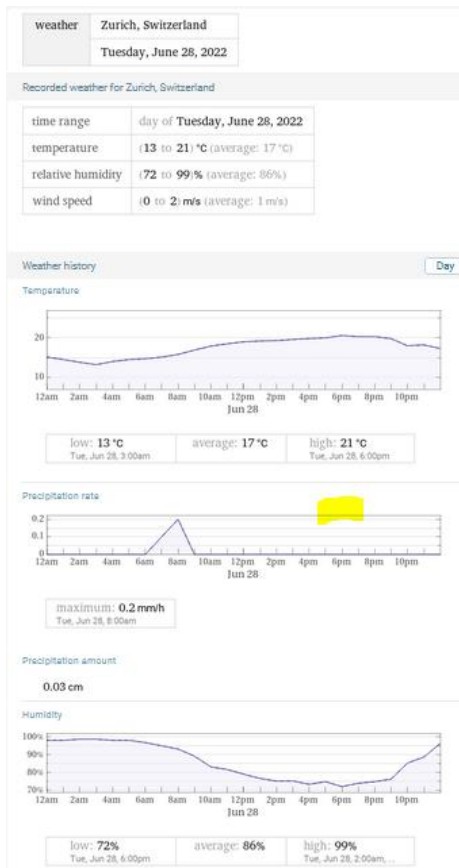 weather Zurich, Switzerland
Tuesday, June 28, 2022
Recorded weather for Zurich, Switzerland
time range day of Tuesday, June 28, 2022
temperature (13 to 21) °C (average: 17 °C)
relative humidity (72 to 99)% (average: 86%)
wind speed (0 to 2) m/s (average: 1 m/s)
Weather history Day
Temperature
20
10
12am 2am 4am 6am 8am 10am 12pm 2pm 4pm 6pm 8pm 10pm
Jun 28
low: 13 °C average: 17 °C high: 21 °C
Tue, Jun 28, 3:00am Tue, Jun 28, 6:00pm
Precipitation rate
0.2
0.1
0
12am 2am 4am 6am 8am 10am 12pm 2pm 4pm 6pm 8pm 10pm
Jun 28
maximum: 0.2 mm/h
Tue, Jun 28, 8:00am
Precipitation amount
0.03 cm
Humidity
100%
90%
80%
70%
12am 2am 4am 6am 8am 10am 12pm 2pm 4pm 6pm 8pm 10pm
Jun 28
low: 72% average: 86% high: 99%
Tue, Jun 28, 6:00pm Tue, Jun 28, 2:00am, ...